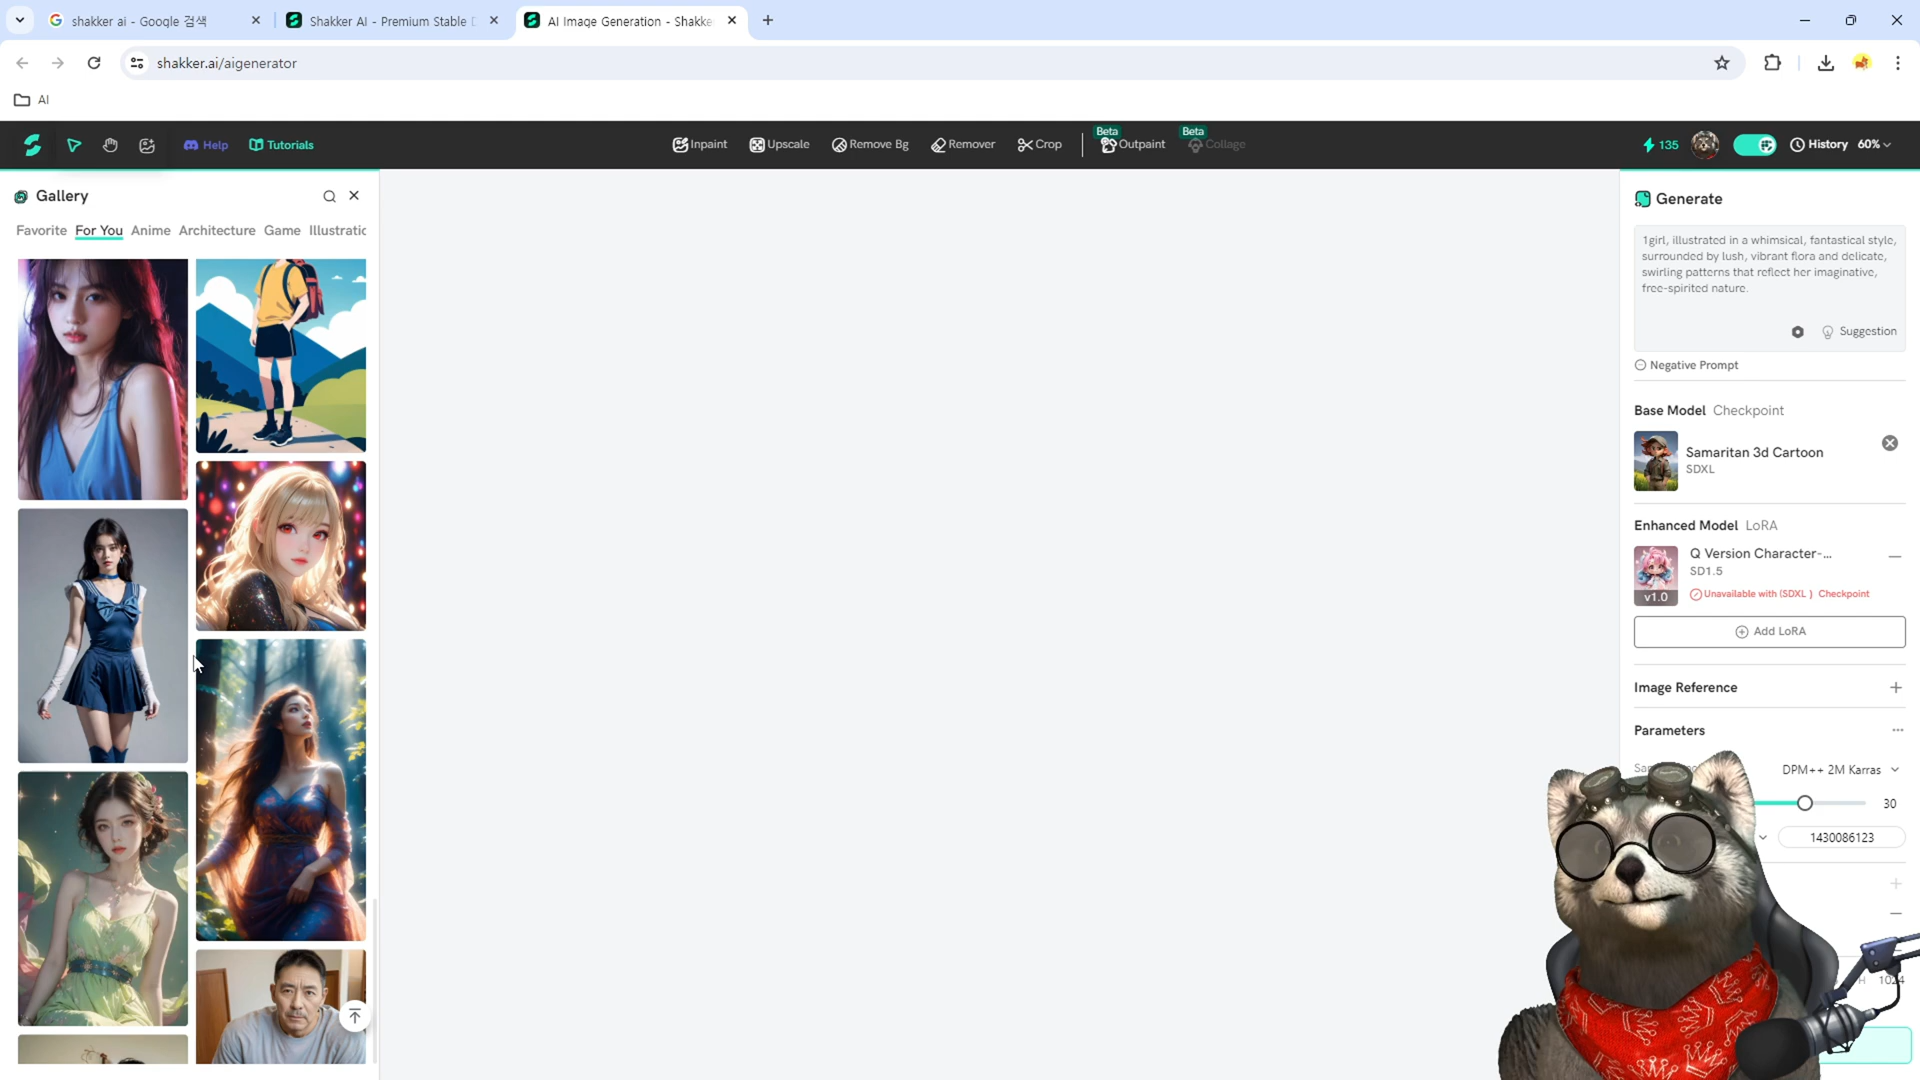 shakker ai - Google 검색
Shakker AI - Premium Stable D
AI Image Generation - Shakke
shakker.ai/aigenerator
AI
Help
Tutorials
Inpaint
Upscale
Remove Bg
Remover
Crop
Beta
Outpaint
Beta
Collage
135
History
60%
Gallery
Favorite
For You
Anime
Architecture
Game
Illustratic
Generate
1girl, illustrated in a whimsical, fantastical style,
surrounded by lush, vibrant flora and delicate,
swirling patterns that reflect her imaginative,
free-spirited nature.
Suggestion
Negative Prompt
Base Model Checkpoint
Samaritan 3d Cartoon
SDXL
Enhanced Model LoRA
Q Version Character-...
SD1.5
v1.0
Unavailable with (SDXL ) Checkpoint
Add LoRA
Image Reference
Parameters
DPM++ 2M Karras
30
1430086123
H